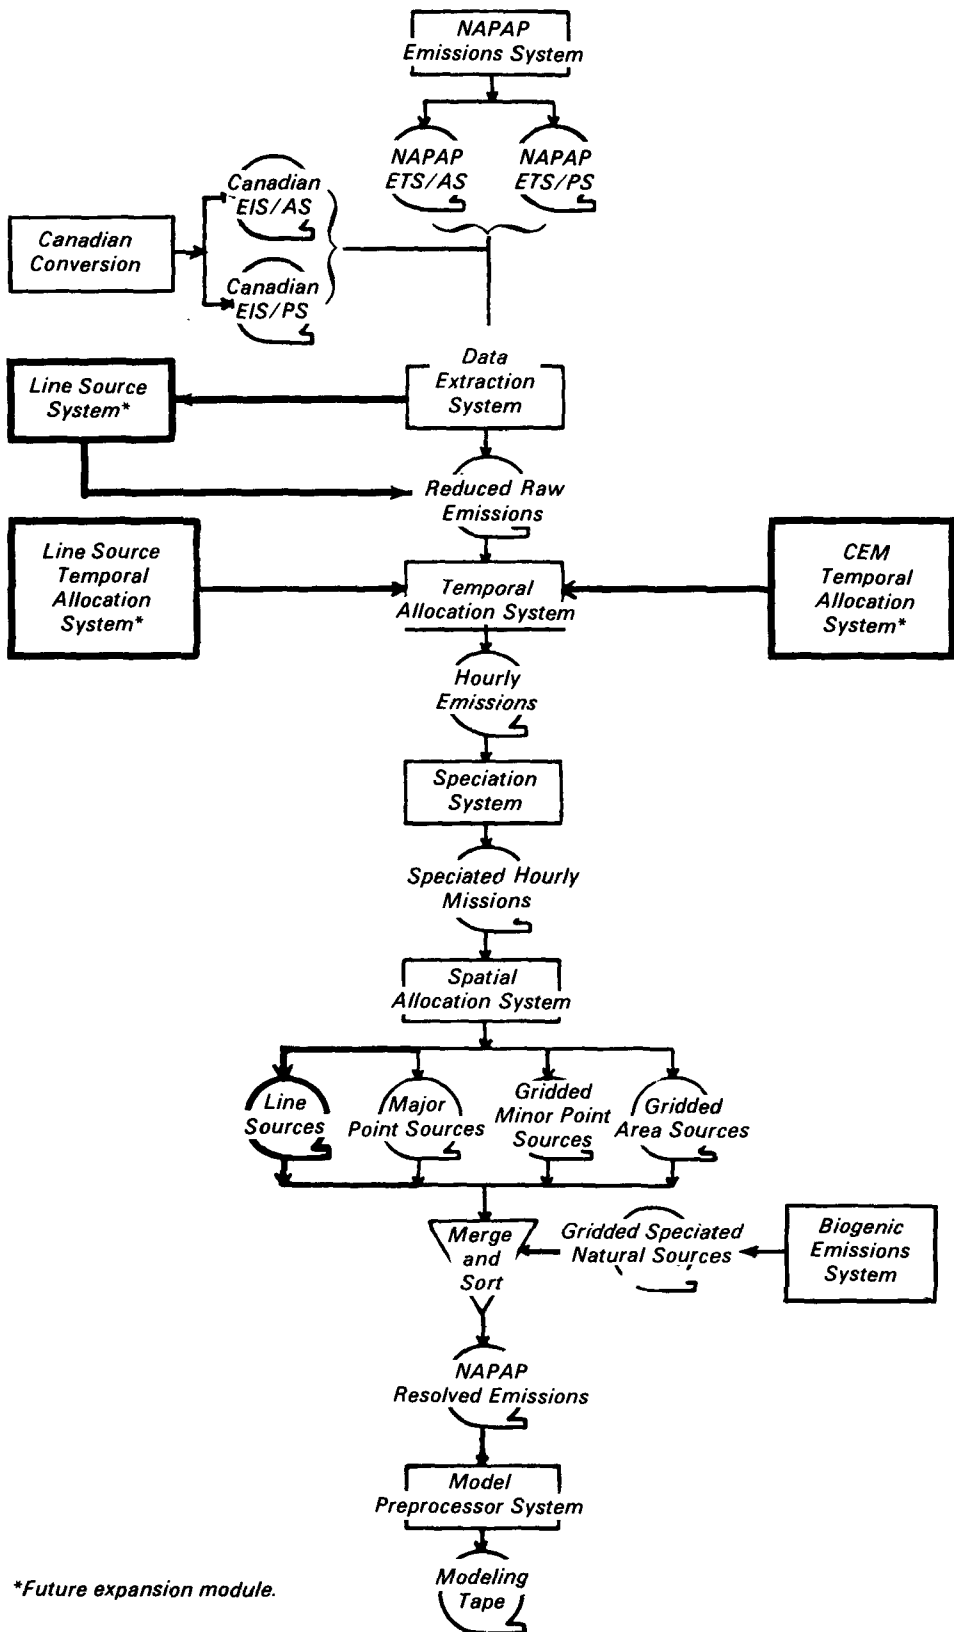 NAPAP
Emissions System
NAPAP
ETS/AS
NAPAP
ETS/PS
Canadian
EIS/AS
Canadian
Conversion
Canadian
EIS/PS
Data
Extraction
System
Line Source
System*
Reduced Raw
Emissions
Line Source
Temporal
Allocation
System*
Temporal
Allocation System
CEM
Temporal
Allocation
System*
Hourly
Emissions
Speciation
System
Speciated Hourly
Missions
Spatial
Allocation System
Line
Sources
Major
Point Sources
Gridded
Minor Point
Sources
Gridded
Area Sources
Merge
and
Sort
Gridded Speciated
Natural Sources
Biogenic
Emissions
System
NAPAP
Resolved Emissions
Model
Preprocessor System
Modeling
Tape
*Future expansion module.